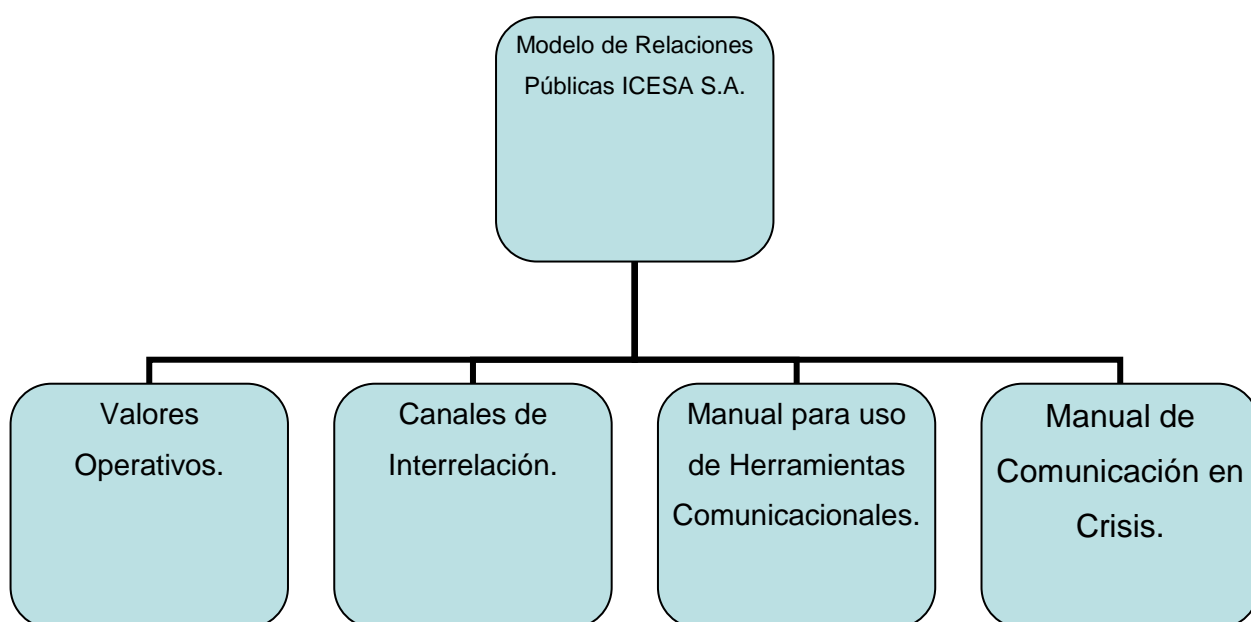 Modelo de Relaciones
Públicas ICESA S.A.
Valores
Operativos.
Canales de
Interrelación.
Manual para uso
de Herramientas
Comunicacionales.
Manual de
Comunicación en
Crisis.